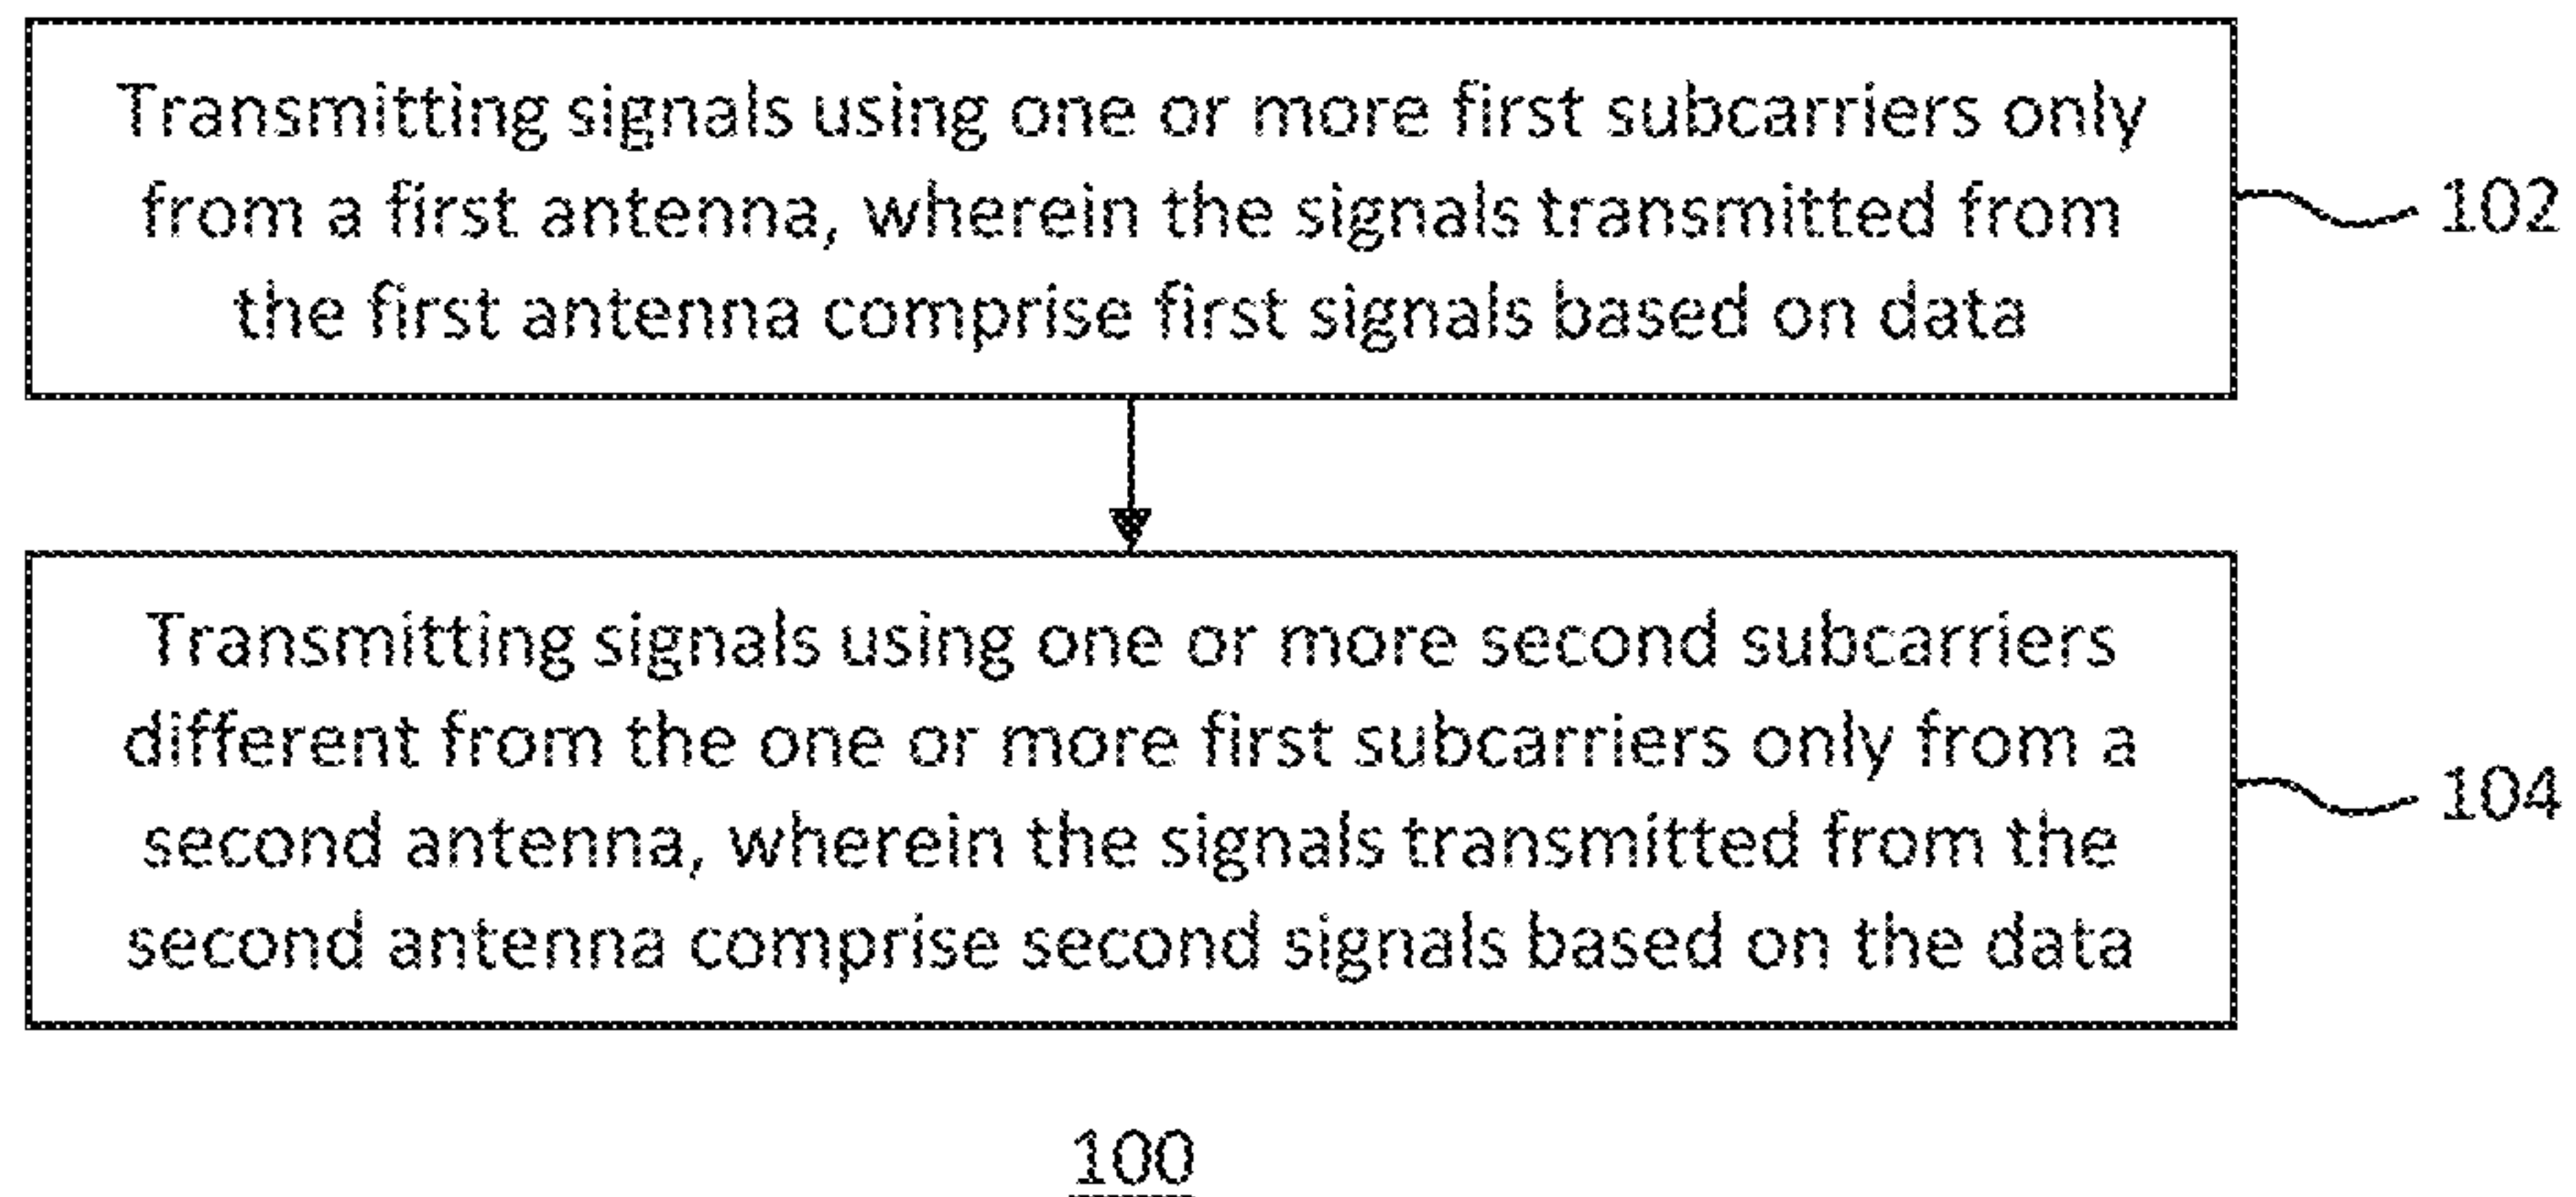 Transmitting signals using one or more first subcarriers only
from a first antenna, wherein the signals transmitted from
the first antenna comprise first signals based on data
102
Transmitting signals using one or more second subcarriers
different from the one or more first subcarriers only from a
second antenna, wherein the signals transmitted from the
second antenna comprise second signals based on the data
104
100